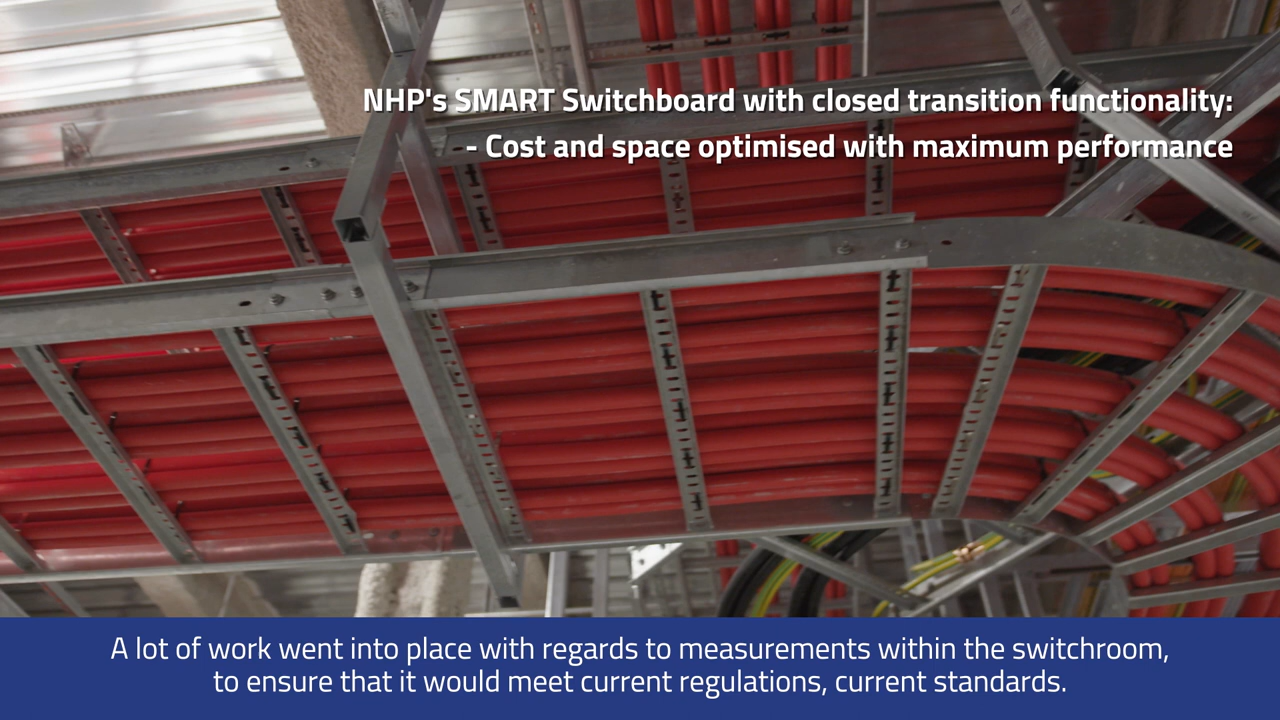 NHP's SMART Switchboard with closed transition functionality:
- Cost and space optimised with maximum performance
A lot of work went into place with regards to measurements within the switchroom,
to ensure that it would meet current regulations, current standards.